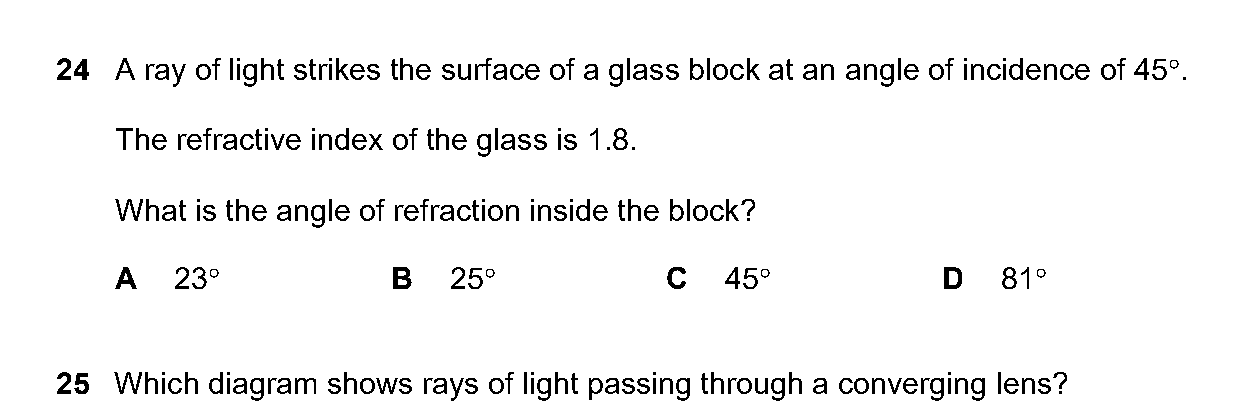 24 A ray of light strikes the surface of a glass block at an angle of incidence of 45°.
The refractive index of the glass is 1.8.
What is the angle of refraction inside the block?
A 23° B 25° C 45° D 81°
25 Which diagram shows rays of light passing through a converging lens?